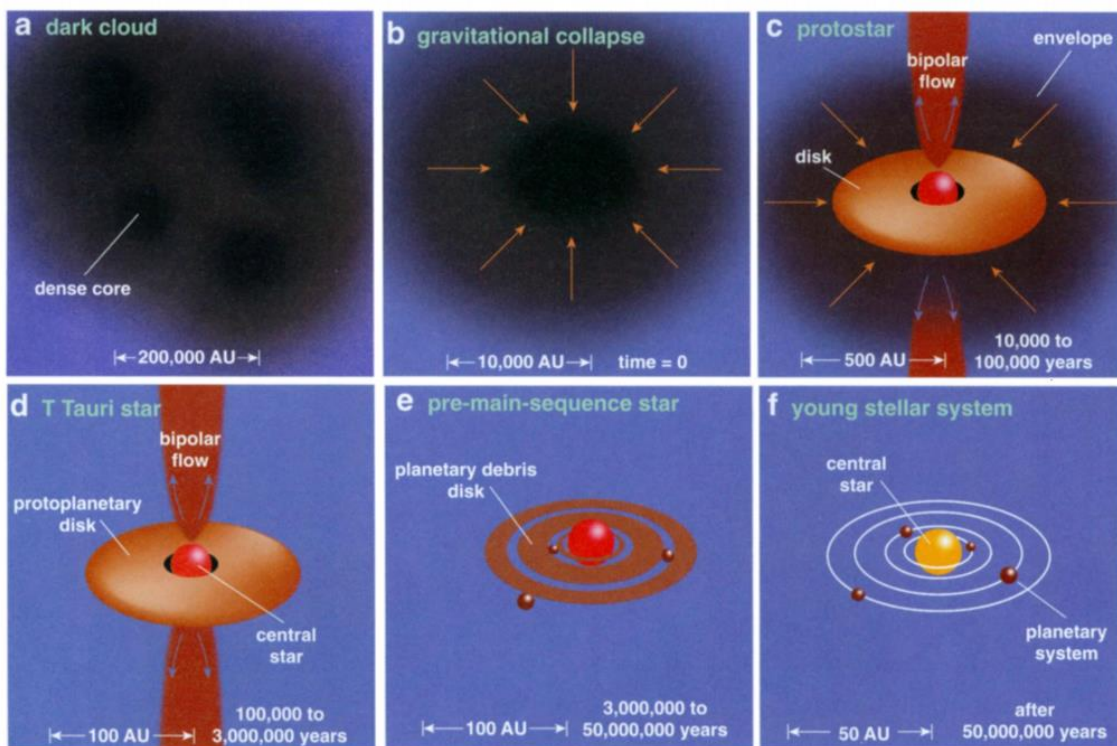 a dark cloud
dense core
200,000 AU
b gravitational collapse
10,000 AU
time = 0
c protostar
envelope
bipolar
flow
disk
500 AU
10,000 to
100,000 years
d T Tauri star
bipolar
flow
protoplanetary
disk
central
star
100 AU
100,000 to
3,000,000 years
e pre-main-sequence star
planetary debris
disk
100 AU
3,000,000 to
50,000,000 years
f young stellar system
central
star
planetary
system
50 AU
after
50,000,000 years